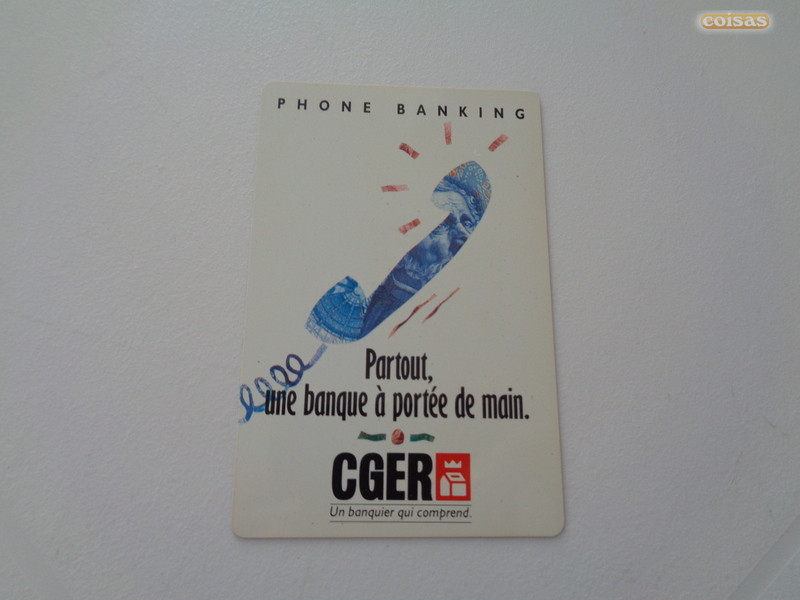 coisas
PHONE BANKING
Partout,
une banque à portée de main.
CGER
Un banquier qui comprend.